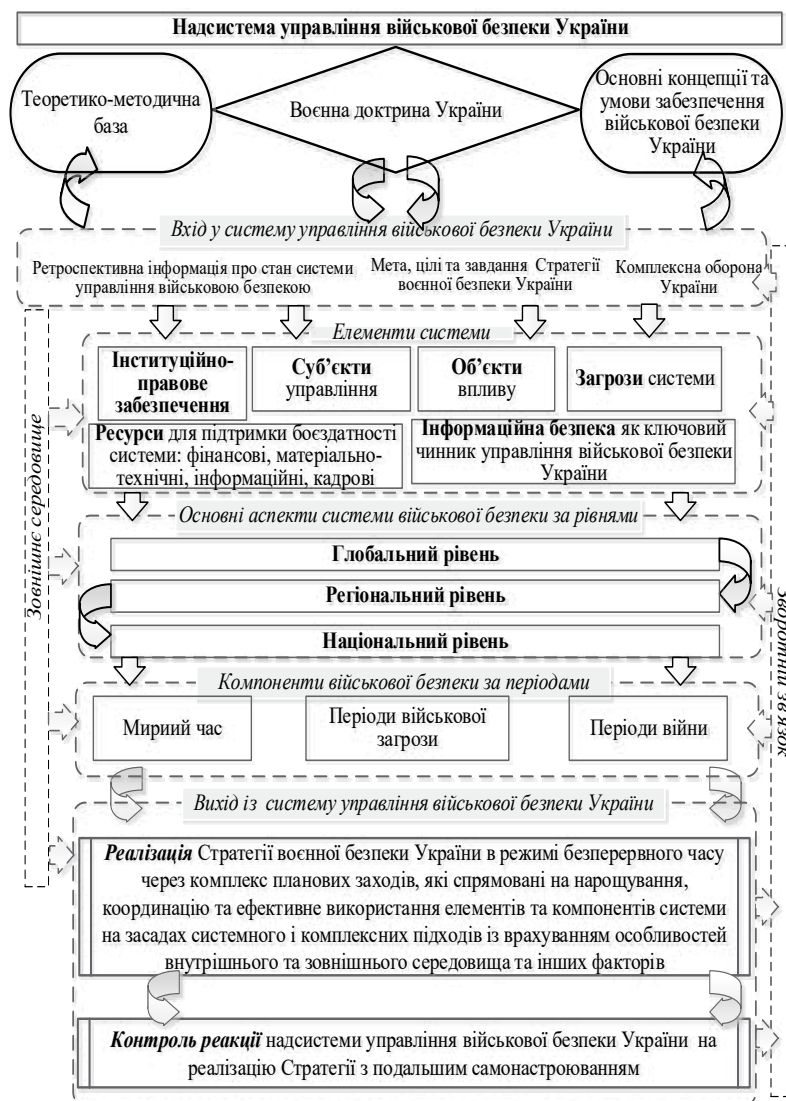 Надсистема управління військової безпеки України
Теоретико-методична
база
Воєнна доктрина України
Основні концепції та
умови забезпечення
військової безпеки
України
Вхід у систему управління військової безпеки України
Ретроспективна інформація про стан системи
управління військовою безпекою
Мета, цілі та завдання Стратегії
воєнної безпеки України
Комплексна оборона
України
Елементи системи
Інституційно-
правове
забезпечення
Суб’єкти
управління
Об’єкти
впливу
Загрози системи
Ресурси для підтримки боєздатності
системи: фінансові, матеріально-
технічні, інформаційні, кадрові
Інформаційна безпека як ключовий
чинник управління військової безпеки
України
Зовнішнє середовище
Основні аспекти системи військової безпеки за рівнями
Глобальний рівень
Регіональний рівень
Національний рівень
Зворотній зв’язок
Компоненти військової безпеки за періодами
Мириий час
Періоди військової
загрози
Періоди війни
Вихід із систему управління військової безпеки України
Реалізація Стратегії воєнної безпеки України в режимі безперервного часу
через комплекс планових заходів, які спрямовані на нарощування,
координацію та ефективне використання елементів та компонентів системи
на засадах системного і комплексних підходів із врахуванням особливостей
внутрішнього та зовнішнього середовища та інших факторів
Контроль реакції надсистеми управління військової безпеки України на
реалізацію Стратегії з подальшим самонастроюванням